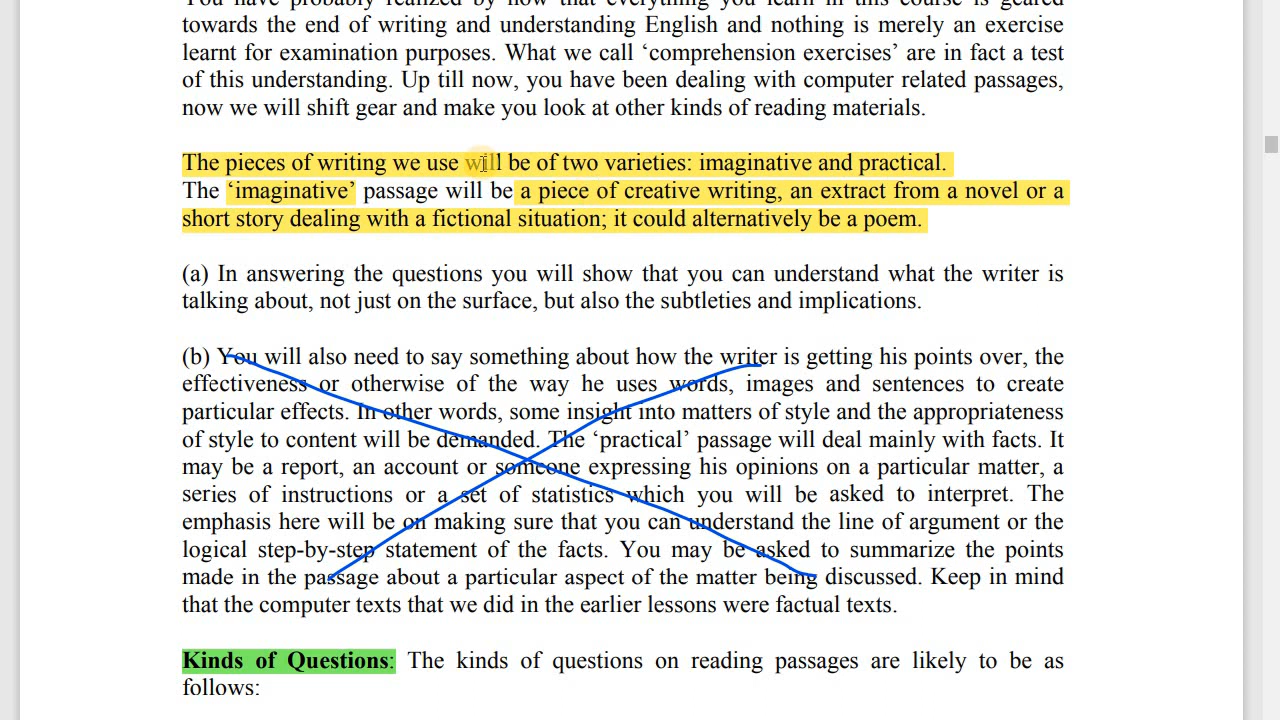 You have probably realized by now that everything you learn in this course is geared
towards the end of writing and understanding English and nothing is merely an exercise
learnt for examination purposes. What we call ‘comprehension exercises’ are in fact a test
of this understanding. Up till now, you have been dealing with computer related passages,
now we will shift gear and make you look at other kinds of reading materials.
The pieces of writing we use will be of two varieties: imaginative and practical.
The ‘imaginative’ passage will be a piece of creative writing, an extract from a novel or a
short story dealing with a fictional situation; it could alternatively be a poem.
(a) In answering the questions you will show that you can understand what the writer is
talking about, not just on the surface, but also the subtleties and implications.
(b) You will also need to say something about how the writer is getting his points over, the
effectiveness or otherwise of the way he uses words, images and sentences to create
particular effects. In other words, some insight into matters of style and the appropriateness
of style to content will be demanded. The ‘practical’ passage will deal mainly with facts. It
may be a report, an account or someone expressing his opinions on a particular matter, a
series of instructions or a set of statistics which you will be asked to interpret. The
emphasis here will be on making sure that you can understand the line of argument or the
logical step-by-step statement of the facts. You may be asked to summarize the points
made in the passage about a particular aspect of the matter being discussed. Keep in mind
that the computer texts that we did in the earlier lessons were factual texts.
Kinds of Questions: The kinds of questions on reading passages are likely to be as
follows: